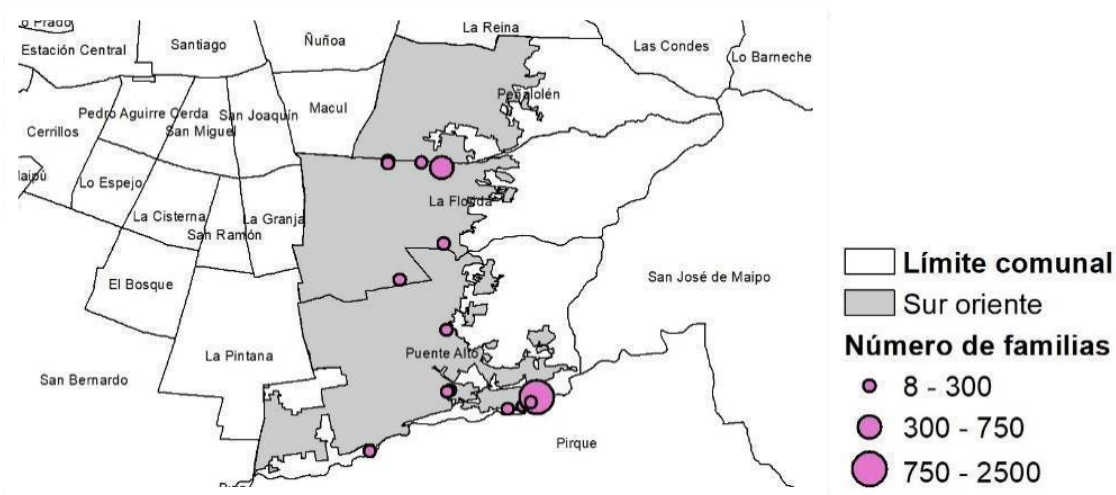 o Prado
La Reina
Estación Central
Santiago
Ñuñoa
Las Condes
Lo Barneche
Peñalolén
Pedro Aguirre Cerda
San Joaquín
Macul
Cerrillos
San Miguel
Maipú
Lo Espejo
La Florida
La Cisterna
La Granja
San Ramón
El Bosque
San José de Maipo
La Pintana
Puente Alto
San Bernardo
Pirque
Límite comunal
Sur oriente
Número de familias
8 - 300
300 - 750
750 - 2500